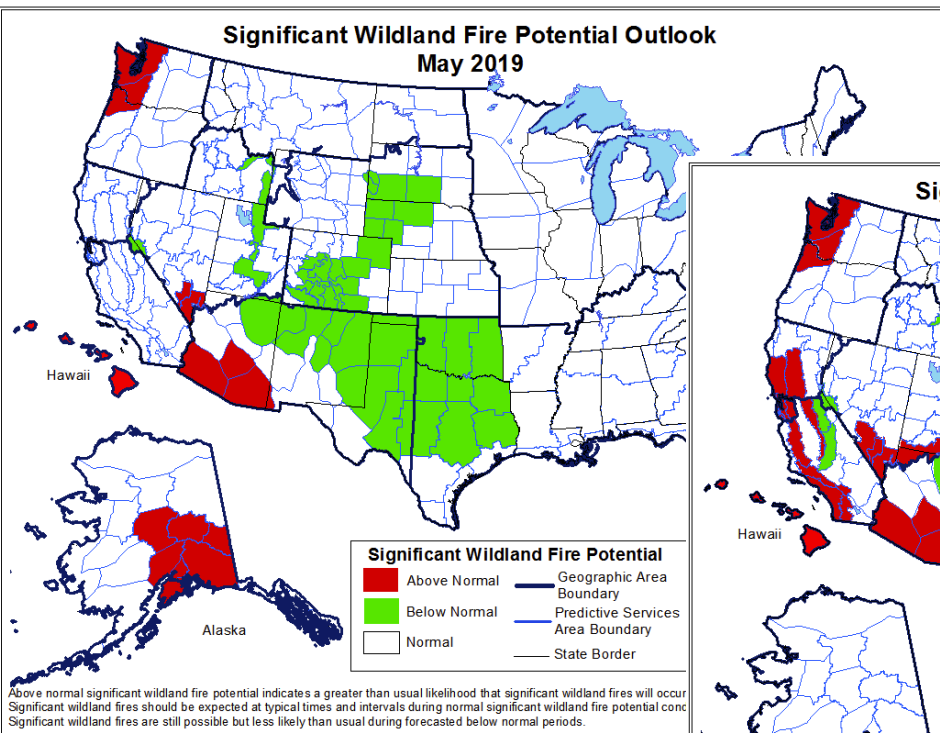 Significant Wildland Fire Potential Outlook
May 2019
Si
Hawaii
Alaska
Significant Wildland Fire Potential
Above Normal
Below Normal
Normal
Geographic Area
Boundary
Predictive Services
Area Boundary
State Border
Above normal significant wildland fire potential indicates a greater than usual likelihood that significant wildland fires will occur
Significant wildland fires should be expected at typical times and intervals during normal significant wildland fire potential conc
Significant wildland fires are still possible but less likely than usual during forecasted below normal periods.
Hawaii